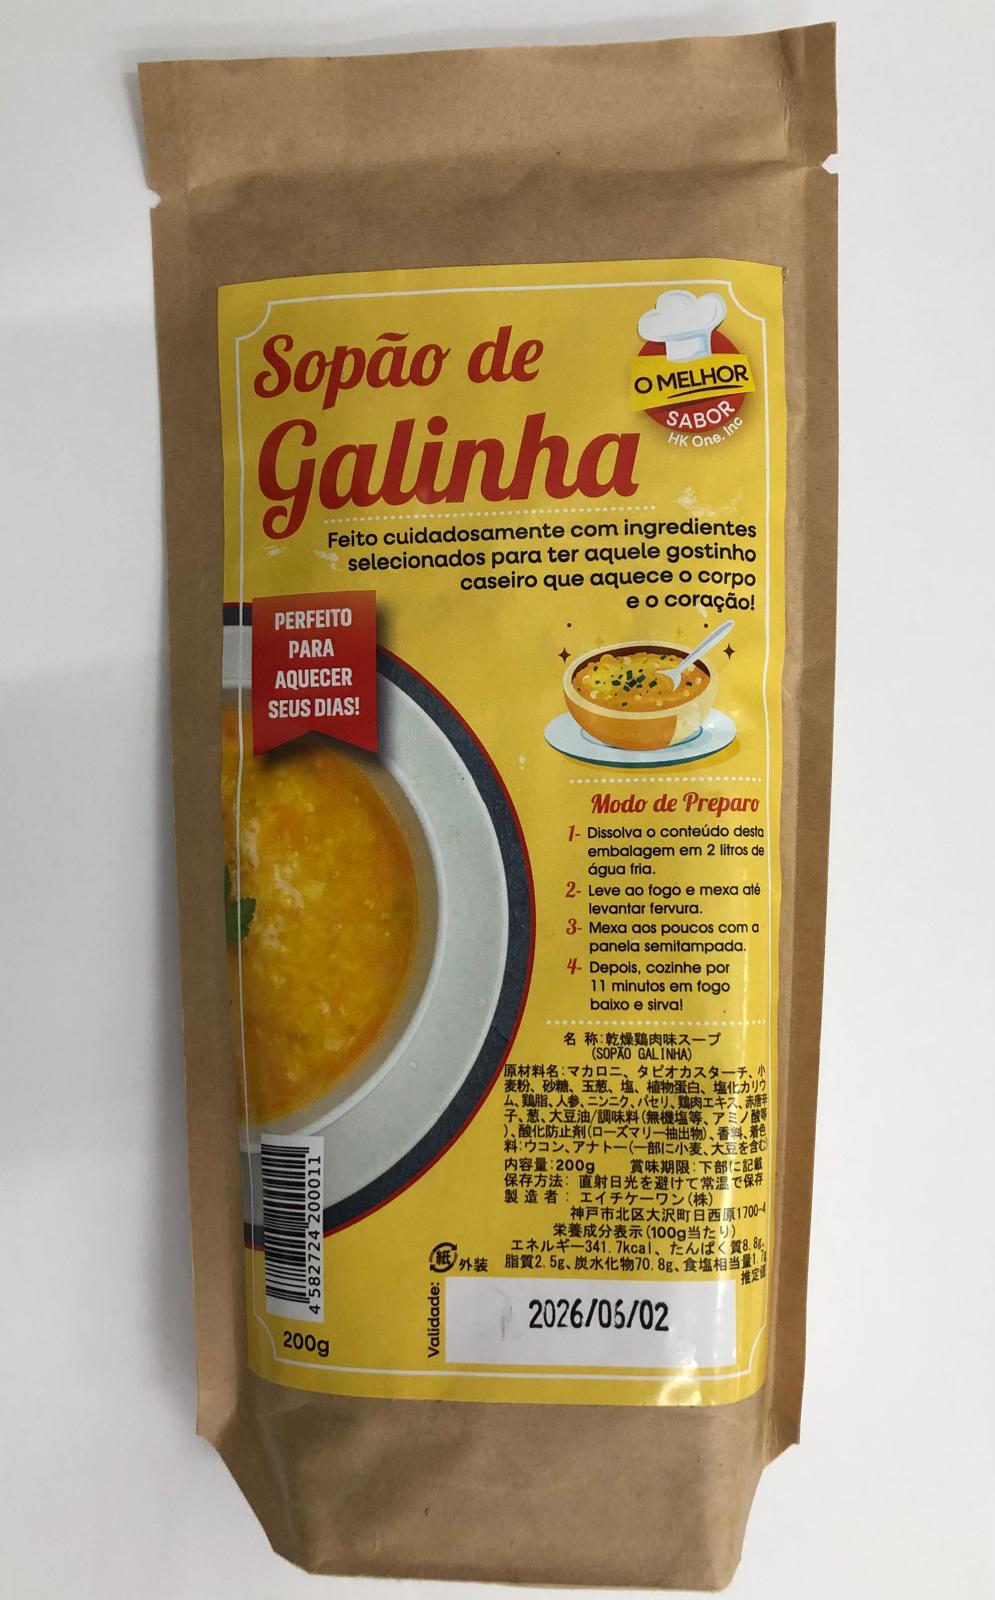 Sopão de
Galinha
O MELHOR
SABOR
HK One. Inc
Feito cuidadosamente com ingredientes
selecionados para ter aquele gostinho
caseiro que aquece o corpo
e o coração!
PERFEITO
PARA
AQUECER
SEUS DIAS!
Modo de Preparo
1- Dissolva o conteúdo desta
embalagem em 2 litros de
água fria.
2- Leve ao fogo e mexa até
levantar fervura.
3- Mexa aos poucos com a
panela semitampada.
4- Depois, cozinhe por
11 minutos em fogo
baixo e sirva!
名 称:乾燥鶏肉味スープ
(SOPÃO GALINHA)
原材料名:マカロニ、タピオカスターチ、小
麦粉、砂糖、玉葱、塩、植物蛋白、塩化カリウ
ム、鶏脂、人参、ニンニク、パセリ、鶏肉エキス、赤唐辛
子、葱、大豆油/調味料(無機塩等、アミノ酸等
)、酸化防止剤(ローズマリー抽出物)、香料、着色
料:ウコン、アナトー(一部に小麦、大豆を含む)
内容量:200g 賞味期限:下部に記載
保存方法: 直射日光を避けて常温で保存
製造者: エイチケーワン(株)
神戸市北区大沢町日西原1700-4
栄養成分表示(100g当たり)
エネルギー341.7kcal、たんぱく質8.8g、
脂質2.5g、炭水化物70.8g、食塩相当量1.7g
推定値
紙 外装
4 582724 200011
200g
Validade:
2026/06/02